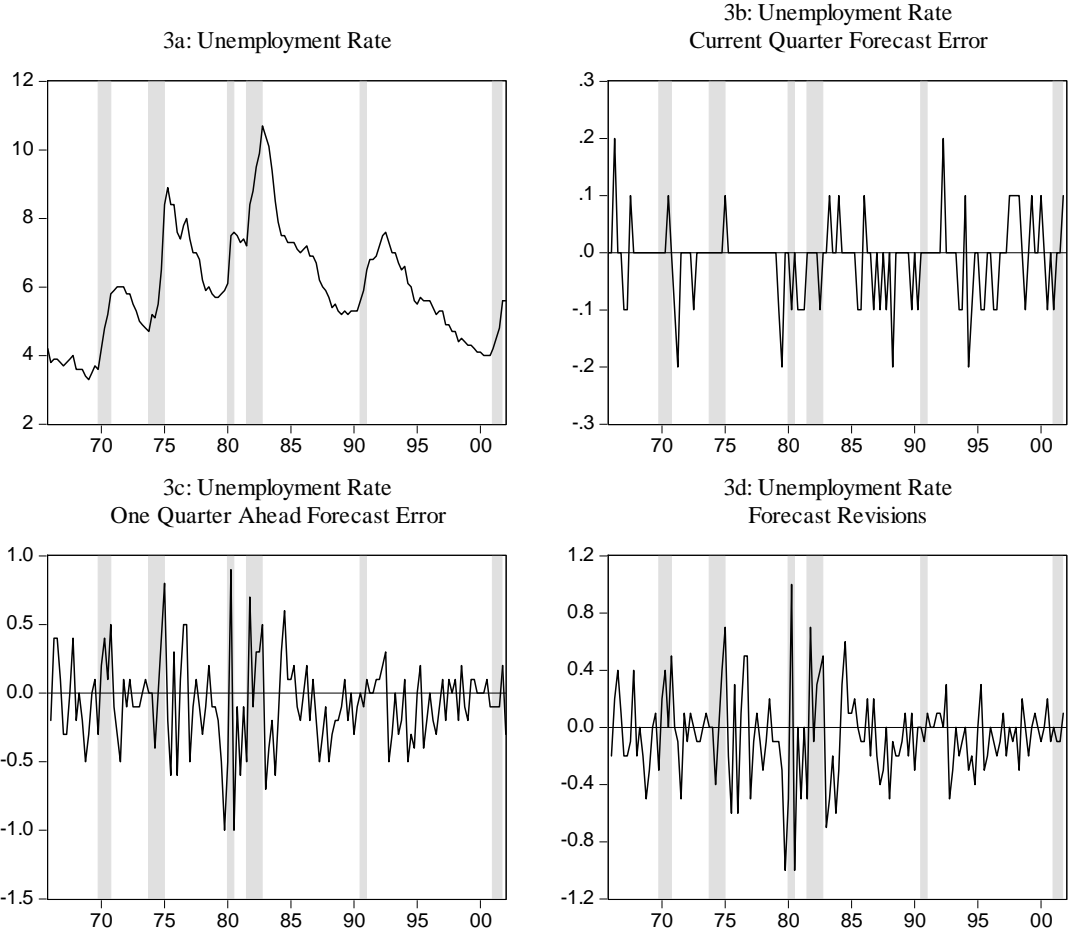 3a: Unemployment Rate
12
10
8
6
4
2
70 75 80 85 90 95 00
3b: Unemployment Rate
Current Quarter Forecast Error
.3
.2
.1
.0
-.1
-.2
-.3
70 75 80 85 90 95 00
3c: Unemployment Rate
One Quarter Ahead Forecast Error
1.0
0.5
0.0
-0.5
-1.0
-1.5
70 75 80 85 90 95 00
3d: Unemployment Rate
Forecast Revisions
1.2
0.8
0.4
0.0
-0.4
-0.8
-1.2
70 75 80 85 90 95 00